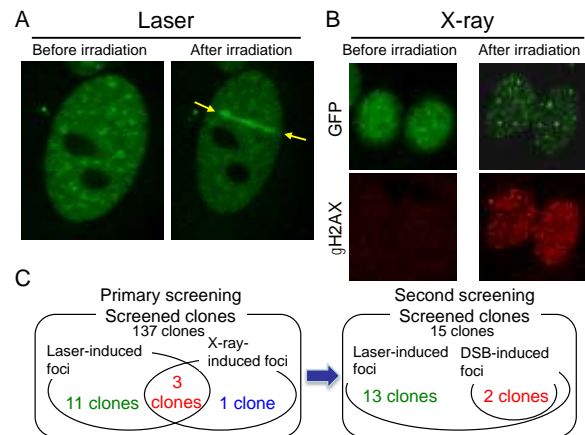 A
Laser
Before irradiation
After irradiation
B
X-ray
Before irradiation
After irradiation
GFP
gH2AX
C
Primary screening
Screened clones
137 clones
Laser-induced
foci
X-ray-
induced foci
11 clones
3
clones
1 clone
Second screening
Screened clones
15 clones
Laser-induced
foci
DSB-induced
foci
13 clones
2 clones